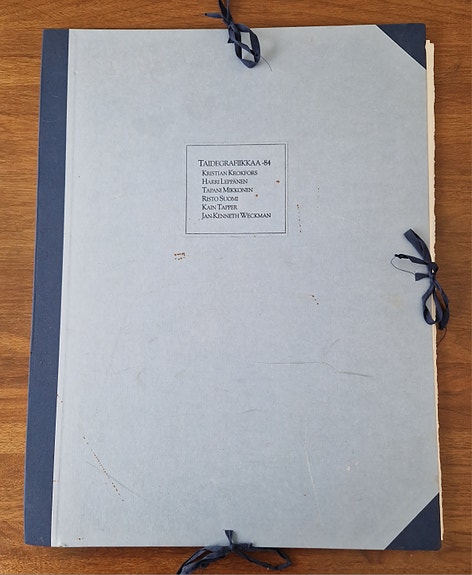 TAIDEGRAFIIKKAA -84
KRISTIAN KROKFORS
HARRI LEPPÄNEN
TAPANI MIKKONEN
RISTO SUOMI
KAIN TAPPER
JAN-KENNETH WECKMAN